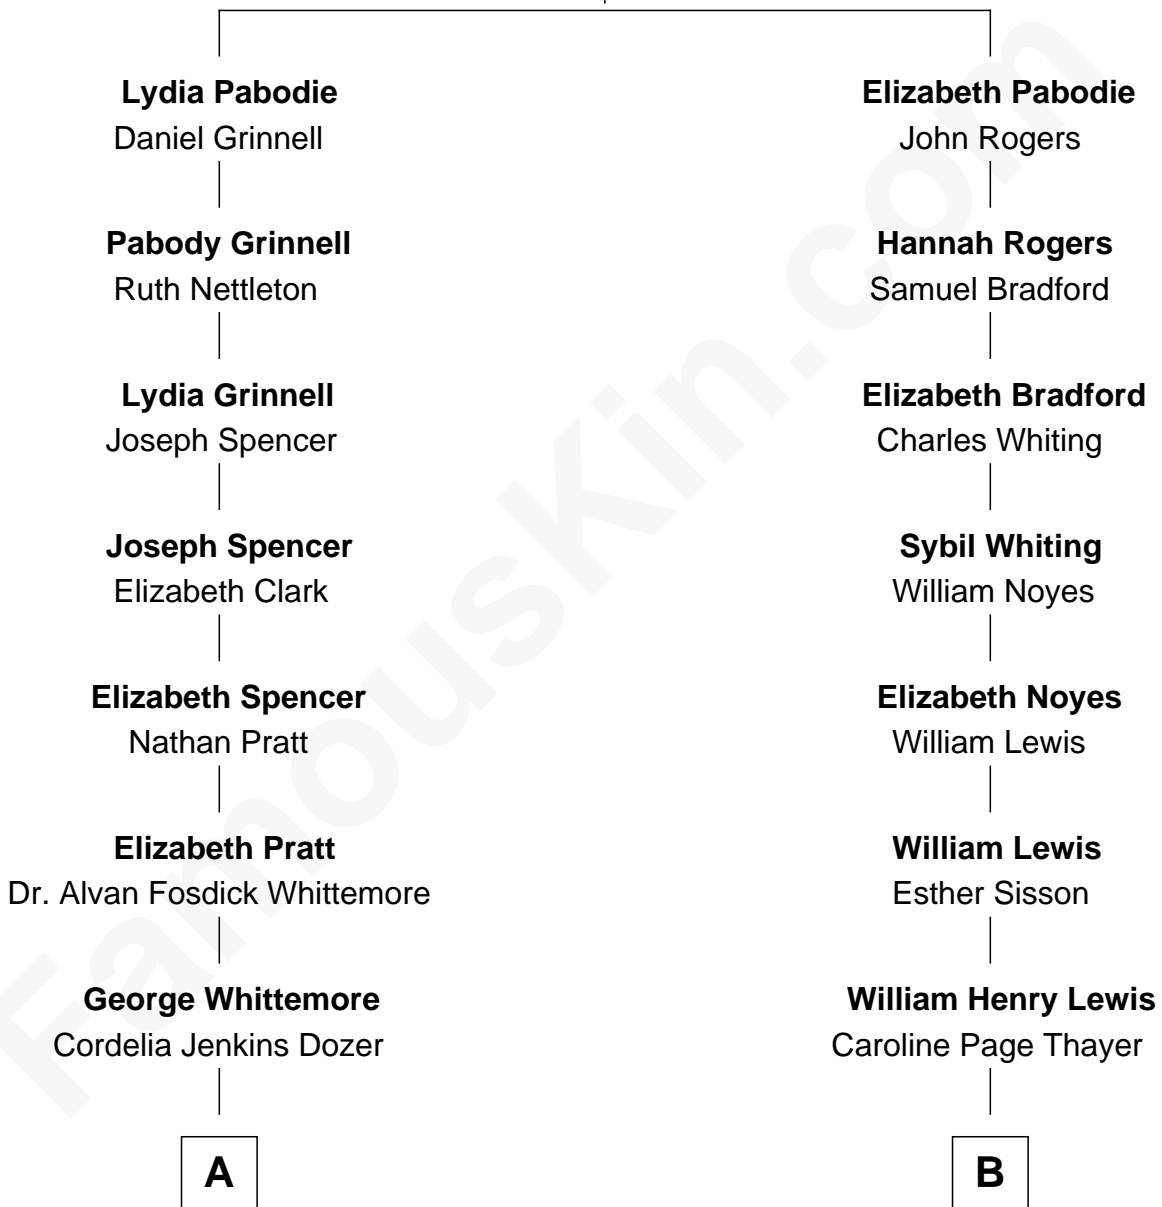 Lydia Pabodie
Daniel Grinnell
Pabody Grinnell
Ruth Nettleton
Lydia Grinnell
Joseph Spencer
Joseph Spencer
Elizabeth Clark
Elizabeth Spencer
Nathan Pratt
Elizabeth Pratt
Dr. Alvan Fosdick Whittemore
George Whittemore
Cordelia Jenkins Dozer
A
Elizabeth Pabodie
John Rogers
Hannah Rogers
Samuel Bradford
Elizabeth Bradford
Charles Whiting
Sybil Whiting
William Noyes
Elizabeth Noyes
William Lewis
William Lewis
Esther Sisson
William Henry Lewis
Caroline Page Thayer
B
FamousKin.com